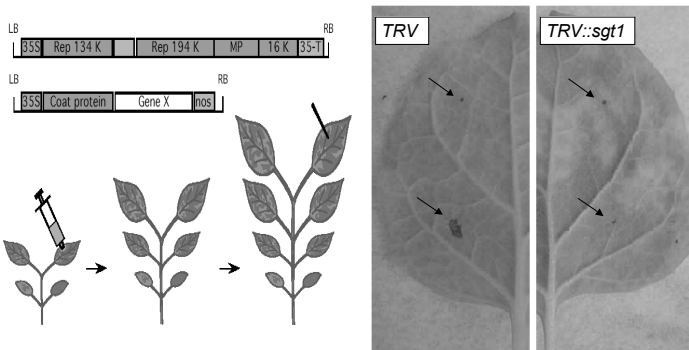 LB RB
35S Rep 134 K Rep 194 K MP 16 K 35-T
LB RB
35S Coat protein Gene X nos
TRV
TRV::sgt1